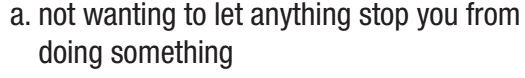 a. not wanting to let anything stop you from
doing something